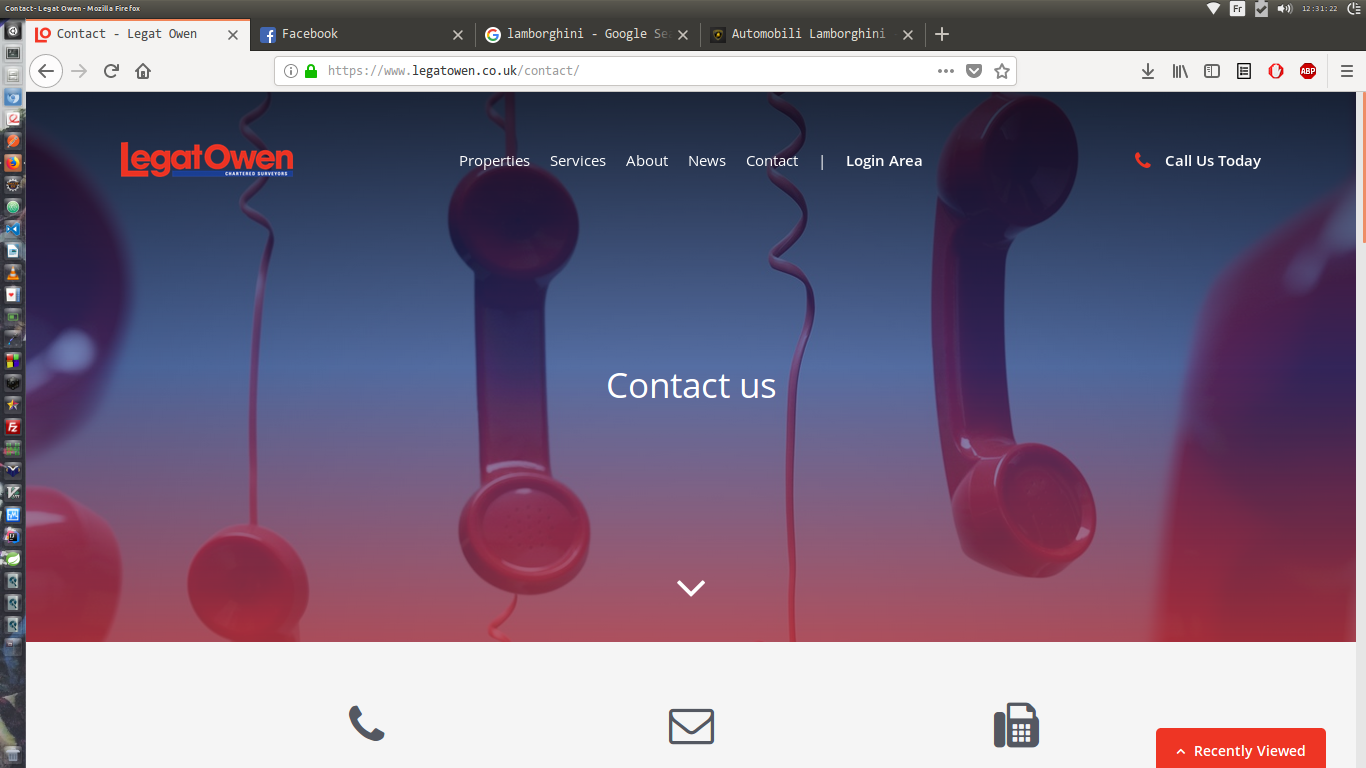 Contact - Legat Owen - Mozilla Firefox
Fr
12:31:22
Contact - Legat Owen
Facebook
lamborghini - Google Se
Automobili Lamborghini
https://www.legatowen.co.uk/contact/
ABP
LegatOwen
CHARTERED SURVEYORS
Properties Services About News Contact | Login Area
Call Us Today
Contact us
Recently Viewed